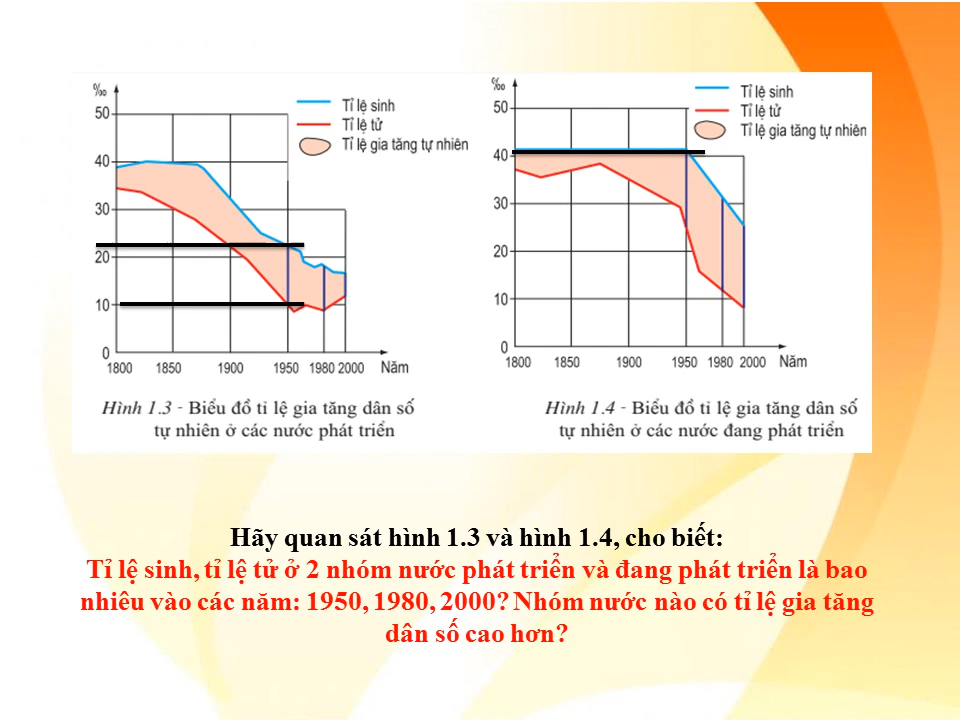 ‰
50
40
30
20
10
0
1800 1850 1900 1950 1980 2000 Năm
Tỉ lệ sinh
Tỉ lệ tử
Tỉ lệ gia tăng tự nhiên
Hình 1.3 - Biểu đồ tỉ lệ gia tăng dân số
tự nhiên ở các nước phát triển
‰
50
40
30
20
10
0
1800 1850 1900 1950 1980 2000 Năm
Tỉ lệ sinh
Tỉ lệ tử
Tỉ lệ gia tăng tự nhiên
Hình 1.4 - Biểu đồ tỉ lệ gia tăng dân số
tự nhiên ở các nước đang phát triển
Hãy quan sát hình 1.3 và hình 1.4, cho biết:
Tỉ lệ sinh, tỉ lệ tử ở 2 nhóm nước phát triển và đang phát triển là bao
nhiêu vào các năm: 1950, 1980, 2000? Nhóm nước nào có tỉ lệ gia tăng
dân số cao hơn?